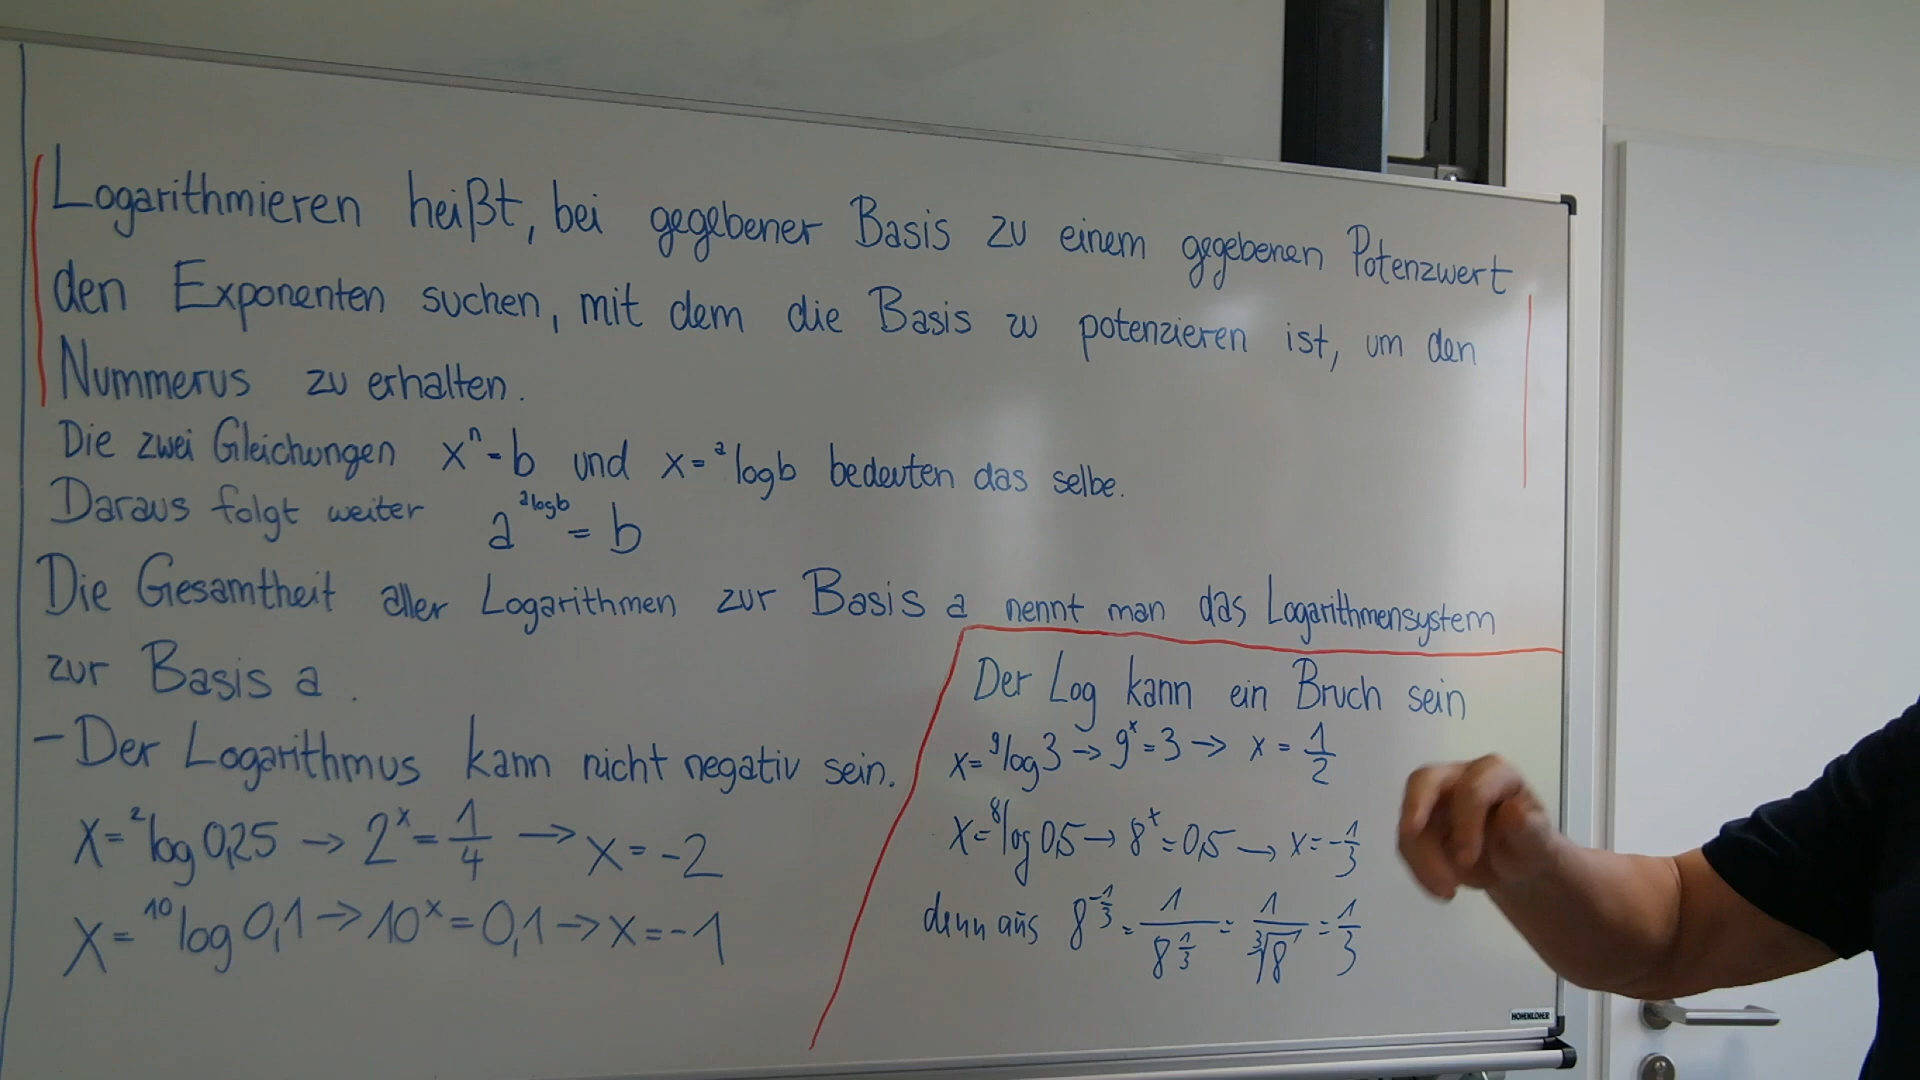 Logarithmieren heißt, bei gegebener Basis zu einem gegebenen Potenzwert
den Exponenten suchen, mit dem die Basis zu potenzieren ist, um den
Nummerus zu erhalten.
Die zwei Gleichungen xⁿ = b und x = ᵃlog b bedeuten das selbe.
Daraus folgt weiter a^(ᵃlog b) = b
Die Gesamtheit aller Logarithmen zur Basis a nennt man das Logarithmensystem
zur Basis a.
- Der Logarithmus kann nicht negativ sein.
x = ²log 0,25 → 2ˣ = 1/4 → x = -2
x = ¹⁰log 0,1 → 10ˣ = 0,1 → x = -1
Der Log kann ein Bruch sein
x = ⁹log 3 → 9ˣ = 3 → x = 1/2
x = ⁸log 0,5 → 8ˣ = 0,5 → x = -1/3
denn aus 8^(-1/3) = 1/8^(1/3) = 1/∛8 = 1/3
HOHENLOHER